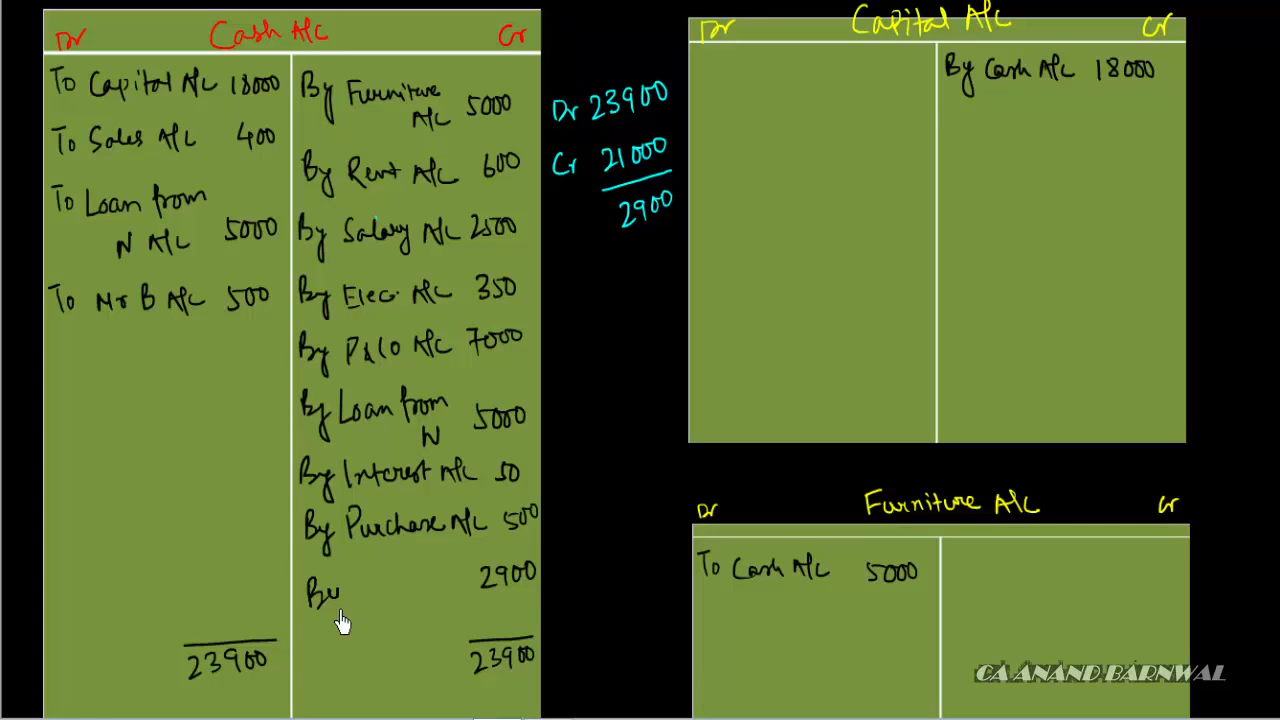 Dr Cash A/c Cr
To Capital A/c 18000
To Sales A/c 400
To Loan from
N A/c 5000
To Mr B A/c 500
23900
By Furniture
A/c 5000
By Rent A/c 600
By Salary A/c 2500
By Elec. A/c 350
By P&Co A/c 7000
By Loan from
N 5000
By Interest A/c 50
By Purchase A/c 500
By 2900
23900
Dr 23900
Cr 21000
2900
Dr Capital A/c Cr
By Cash A/c 18000
Dr Furniture A/c Cr
To Cash A/c 5000
CA ANAND BARNWAL